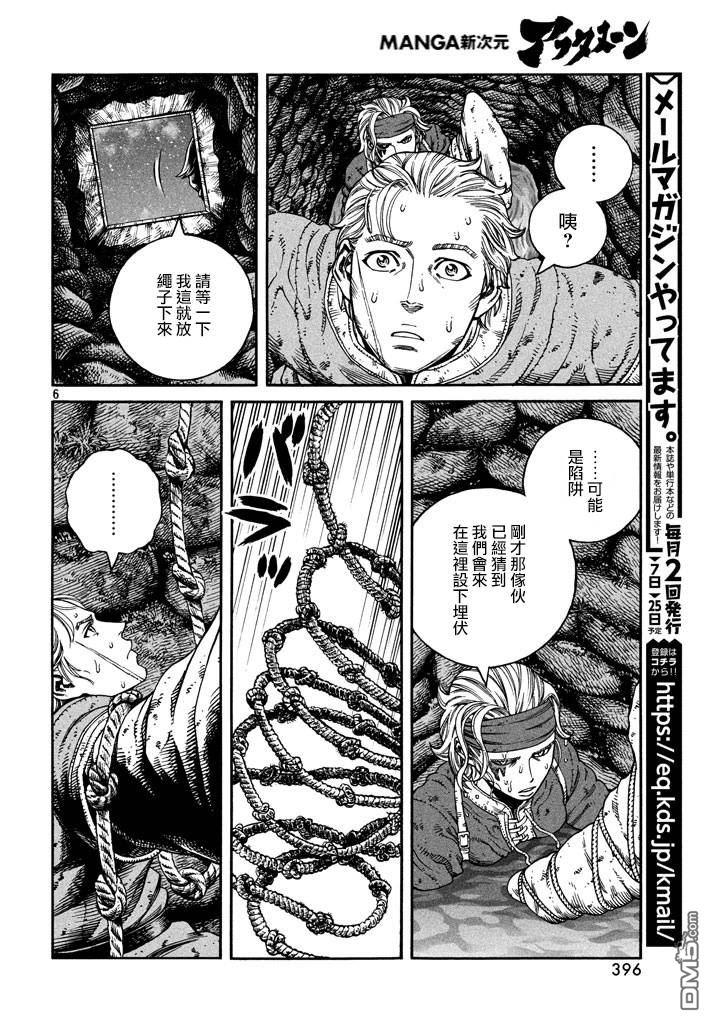 MANGA新次元 アフタヌーン
……
咦?
請等一下
我這就放
繩子下來
……可能
是陷阱
剛才那傢伙
已經猜到
我們會來
在這裡設下埋伏
バ
ラ
ッ
………
6
メールマガジンやってます。
本誌や単行本などの
最新情報をお届けします!
毎月2回発行
▼7日▼25日予定
登録は
コチラ
から!!
https://eq.kds.jp/kmail/
396
DM5.com